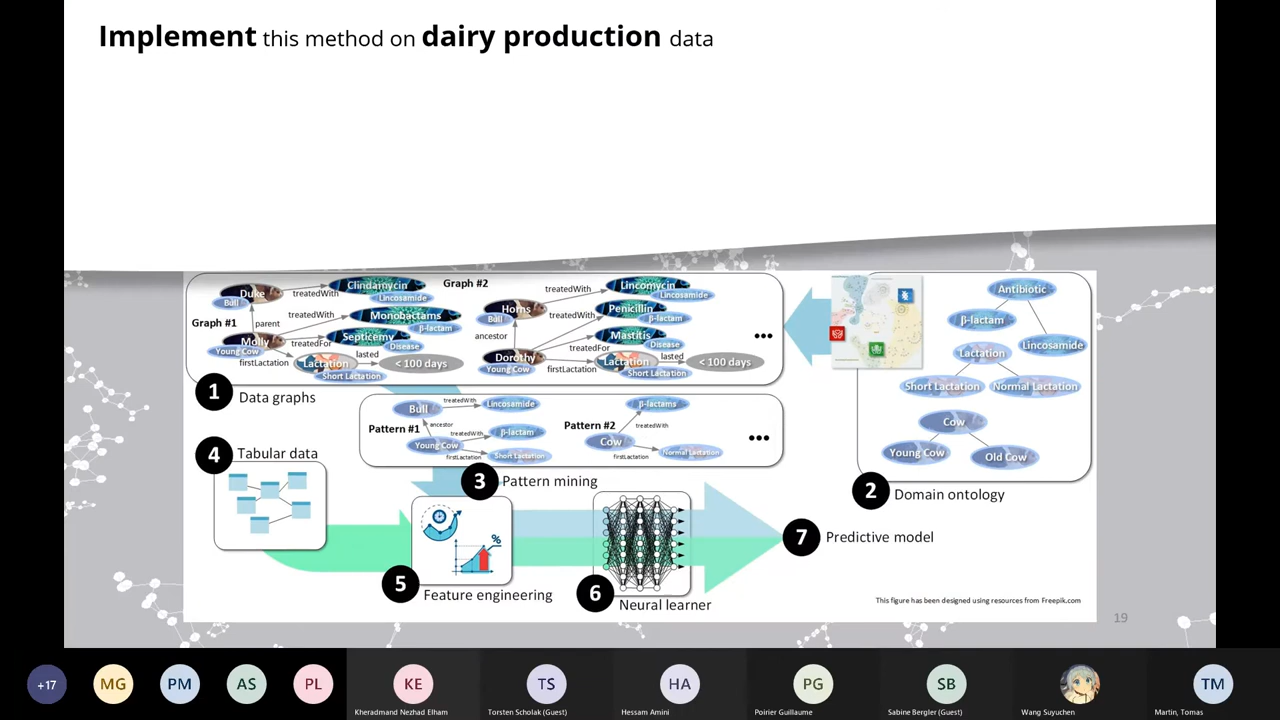 Implement this method on dairy production data
Graph #1
Duke
Bull
treatedWith
Clindamycin
Lincosamide
parent
treatedWith
Monobactams
β-lactam
Molly
Young Cow
treatedFor
Septicemy
Disease
firstLactation
Lactation
Short Lactation
lasted
< 100 days
Graph #2
treatedWith
Lincomycin
Lincosamide
Horns
Bull
treatedWith
Penicillin
β-lactam
ancestor
Mastitis
treatedFor
Disease
Dorothy
Young Cow
firstLactation
Lactation
Short Lactation
lasted
< 100 days
•••
1
Data graphs
Antibiotic
β-lactam
Lincosamide
Lactation
Short Lactation
Normal Lactation
Cow
Young Cow
Old Cow
2
Domain ontology
Pattern #1
Bull
treatedWith
Lincosamide
ancestor
treatedWith
β-lactam
Young Cow
firstLactation
Short Lactation
Pattern #2
β-lactams
treatedWith
Cow
firstLactation
Normal Lactation
•••
3
Pattern mining
4
Tabular data
%
5
Feature engineering
6
Neural learner
7
Predictive model
This figure has been designed using resources from Freepik.com
19
+17
MG
PM
AS
PL
KE
Kheradmand Nezhad Elham
TS
Torsten Scholak (Guest)
HA
Hessam Amini
PG
Poirier Guillaume
SB
Sabine Bergler (Guest)
Wang Suyuchen
TM
Martin, Tomas